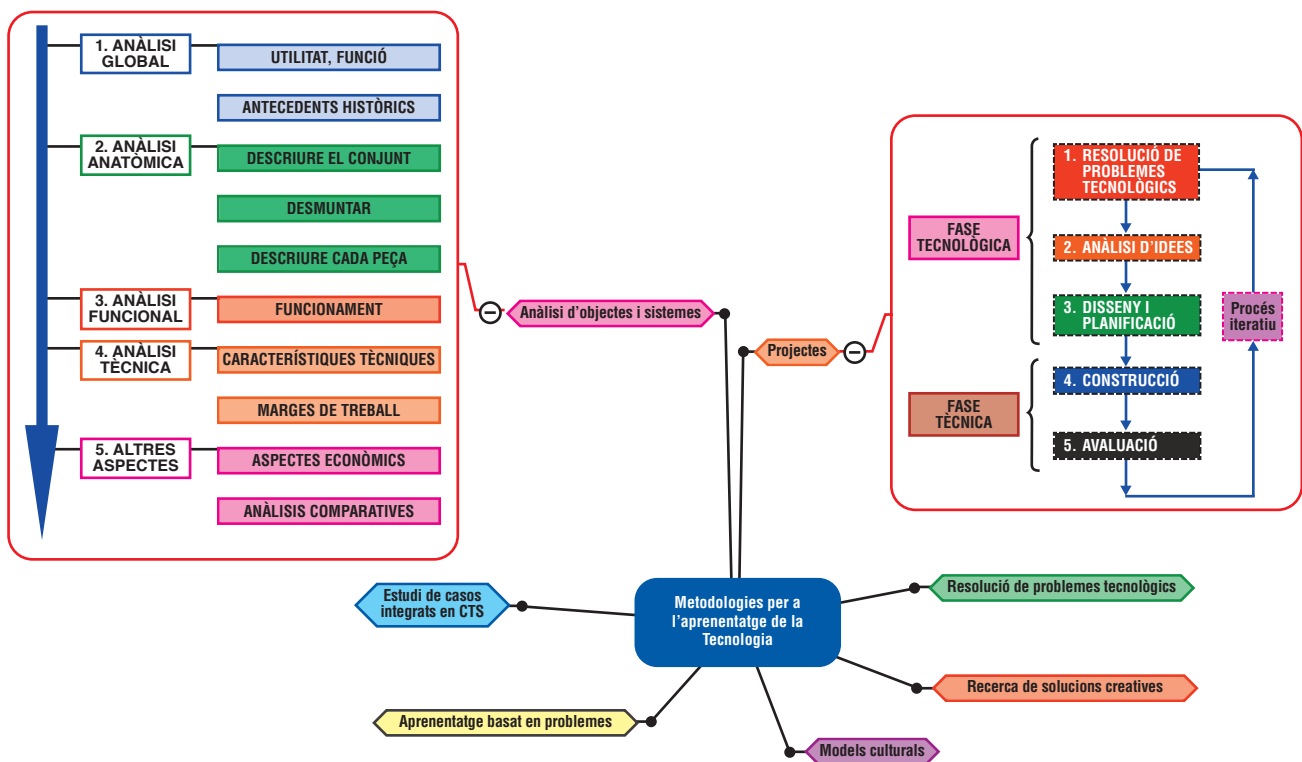 1. ANÀLISI
GLOBAL
UTILITAT, FUNCIÓ
ANTECEDENTS HISTÒRICS
2. ANÀLISI
ANATÒMICA
DESCRIURE EL CONJUNT
DESMUNTAR
DESCRIURE CADA PEÇA
3. ANÀLISI
FUNCIONAL
FUNCIONAMENT
4. ANÀLISI
TÈCNICA
CARACTERÍSTIQUES TÈCNIQUES
MARGES DE TREBALL
5. ALTRES
ASPECTES
ASPECTES ECONÒMICS
ANÀLISIS COMPARATIVES
Anàlisi d'objectes i sistemes
Projectes
FASE
TECNOLÒGICA
1. RESOLUCIÓ DE
PROBLEMES
TECNOLÒGICS
2. ANÀLISI D'IDEES
3. DISSENY I
PLANIFICACIÓ
Procés
iteratiu
FASE
TÈCNICA
4. CONSTRUCCIÓ
5. AVALUACIÓ
Estudi de casos
integrats en CTS
Metodologies per a
l'aprenentatge de la
Tecnologia
Resolució de problemes tecnològics
Recerca de solucions creatives
Aprenentatge basat en problemes
Models culturals